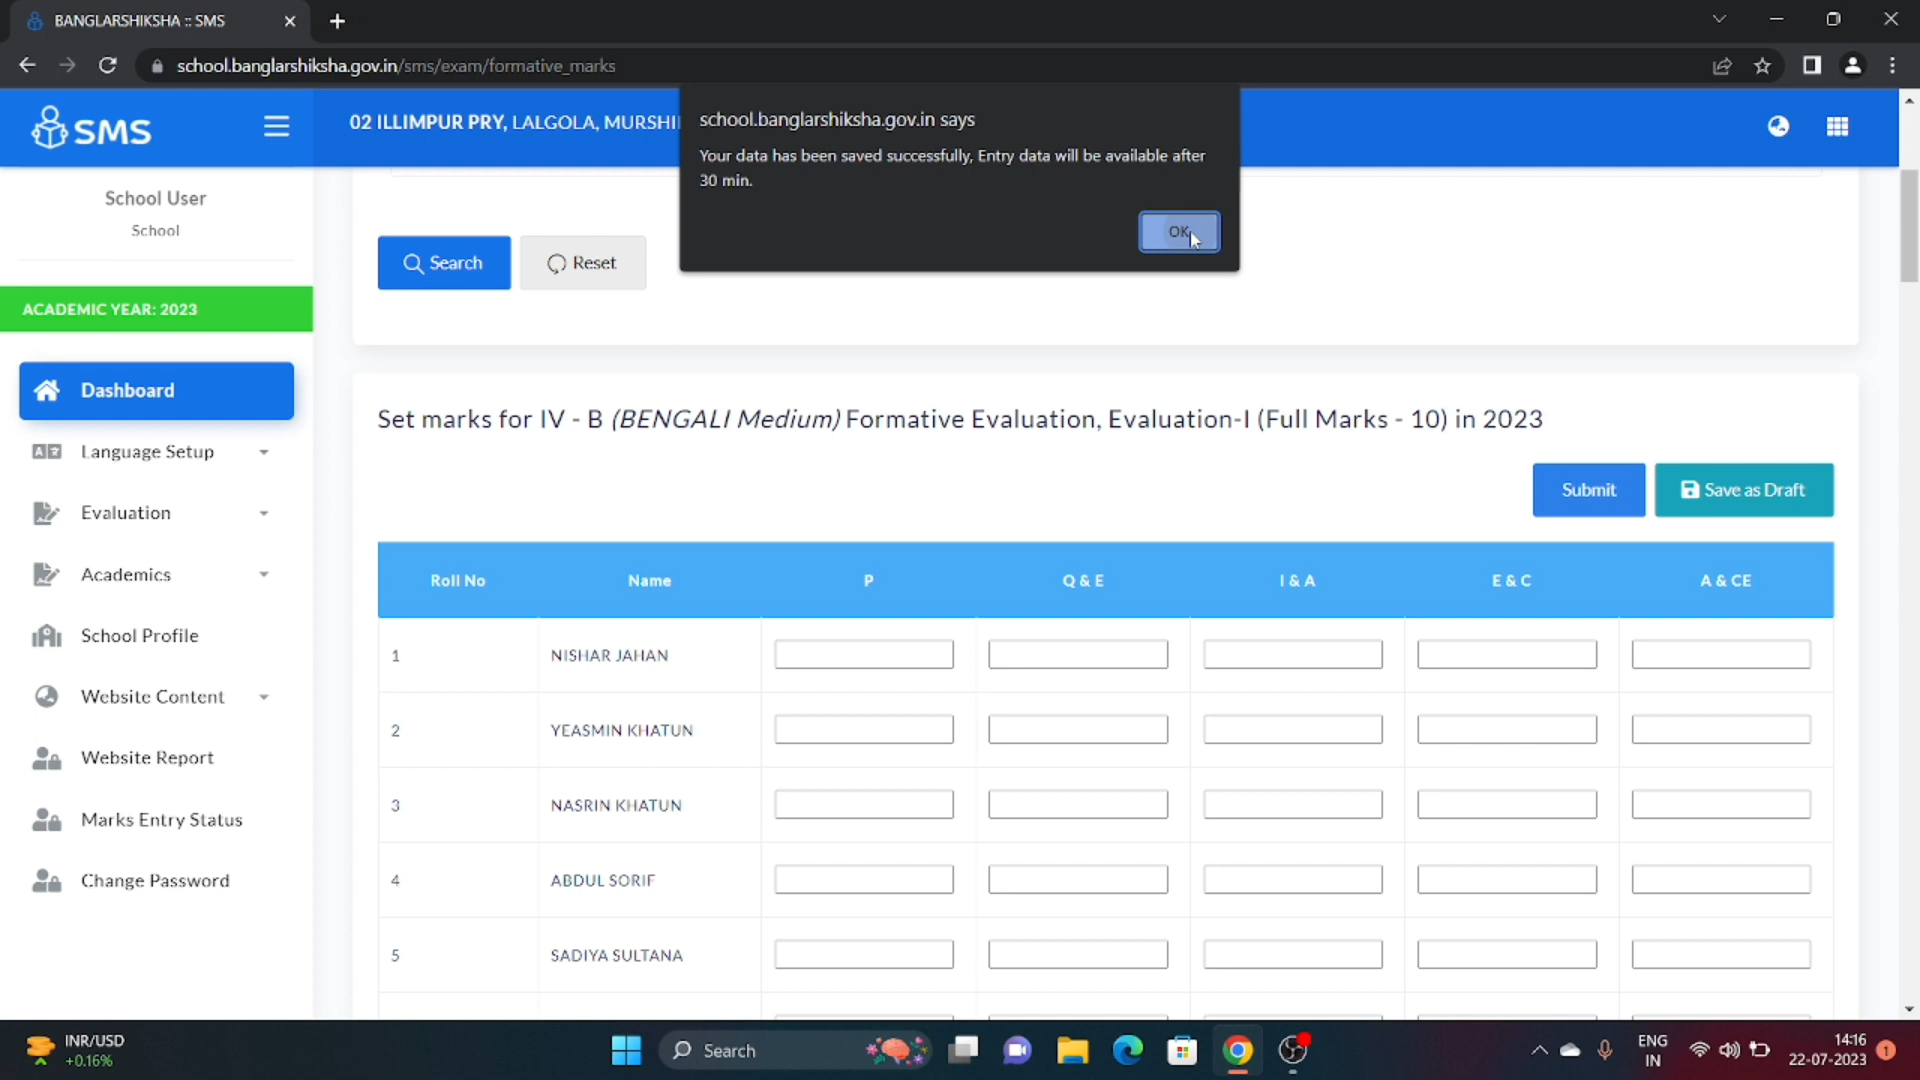 BANGLARSHIKSHA :: SMS
school.banglarshiksha.gov.in/sms/exam/formative_marks
SMS
02 ILLIMPUR PRY, LALGOLA, MURSHI
school.banglarshiksha.gov.in says
Your data has been saved successfully, Entry data will be available after
30 min.
OK
School User
School
ACADEMIC YEAR: 2023
Dashboard
Language Setup
Evaluation
Academics
School Profile
Website Content
Website Report
Marks Entry Status
Change Password
Search
Reset
Set marks for IV - B (BENGALI Medium) Formative Evaluation, Evaluation-I (Full Marks - 10) in 2023
Submit
Save as Draft
Roll No Name P Q & E I & A E & C A & CE
1 NISHAR JAHAN
2 YEASMIN KHATUN
3 NASRIN KHATUN
4 ABDUL SORIF
5 SADIYA SULTANA
INR/USD
+0.16%
Search
ENG
IN
14:16
22-07-2023
1